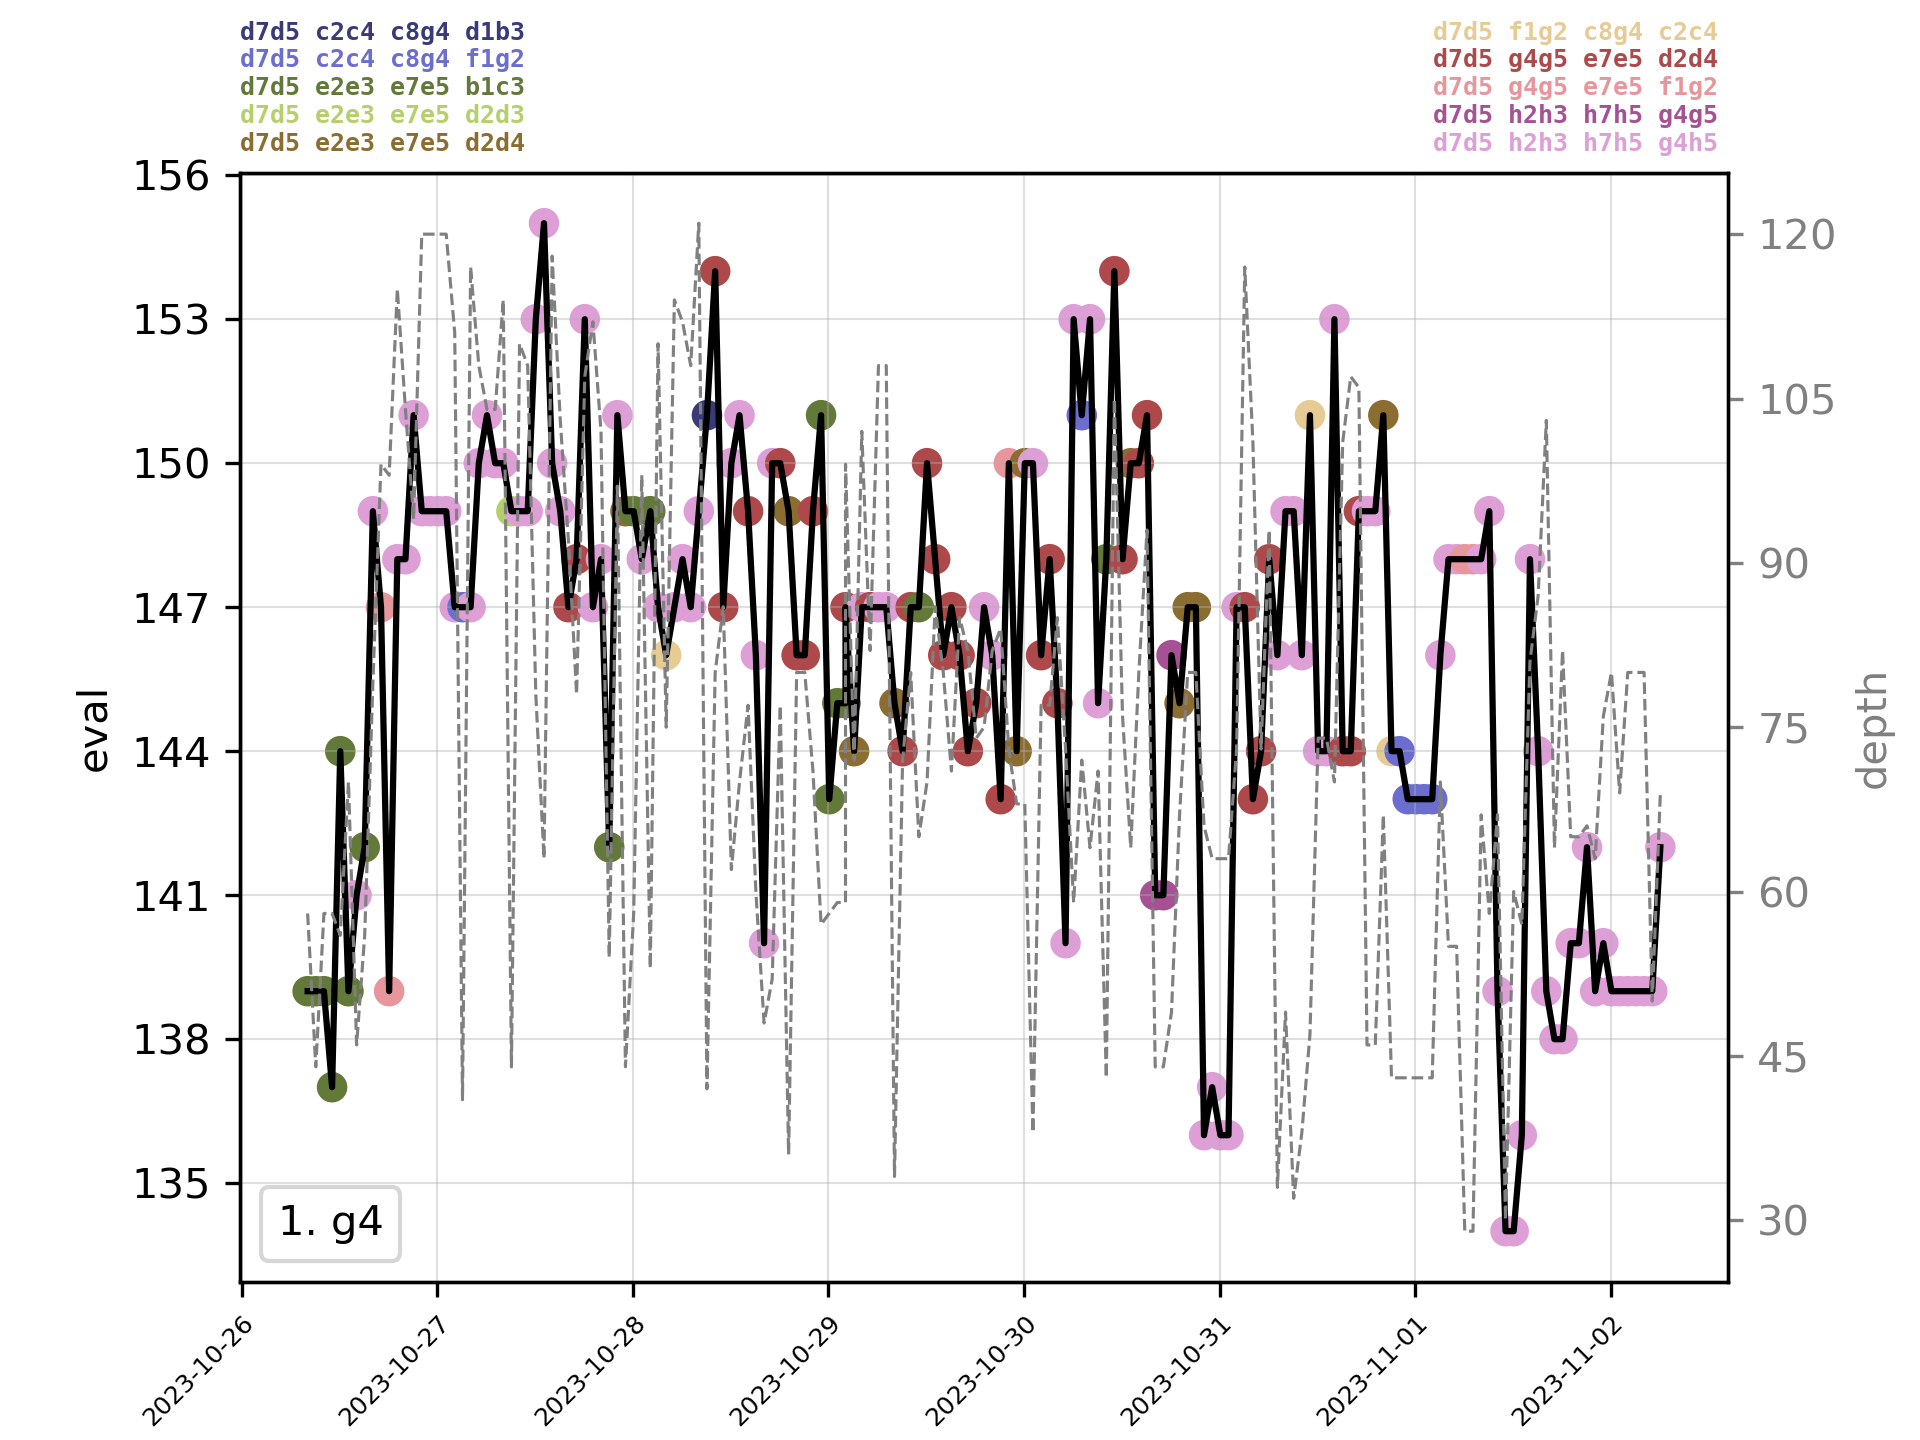 d7d5 c2c4 c8g4 d1b3
d7d5 c2c4 c8g4 f1g2
d7d5 e2e3 e7e5 b1c3
d7d5 e2e3 e7e5 d2d3
d7d5 e2e3 e7e5 d2d4
d7d5 f1g2 c8g4 c2c4
d7d5 g4g5 e7e5 d2d4
d7d5 g4g5 e7e5 f1g2
d7d5 h2h3 h7h5 g4g5
d7d5 h2h3 h7h5 g4h5
156
153
150
147
144
141
138
135
eval
120
105
90
75
60
45
30
depth
1. g4
2023-10-26
2023-10-27
2023-10-28
2023-10-29
2023-10-30
2023-10-31
2023-11-01
2023-11-02